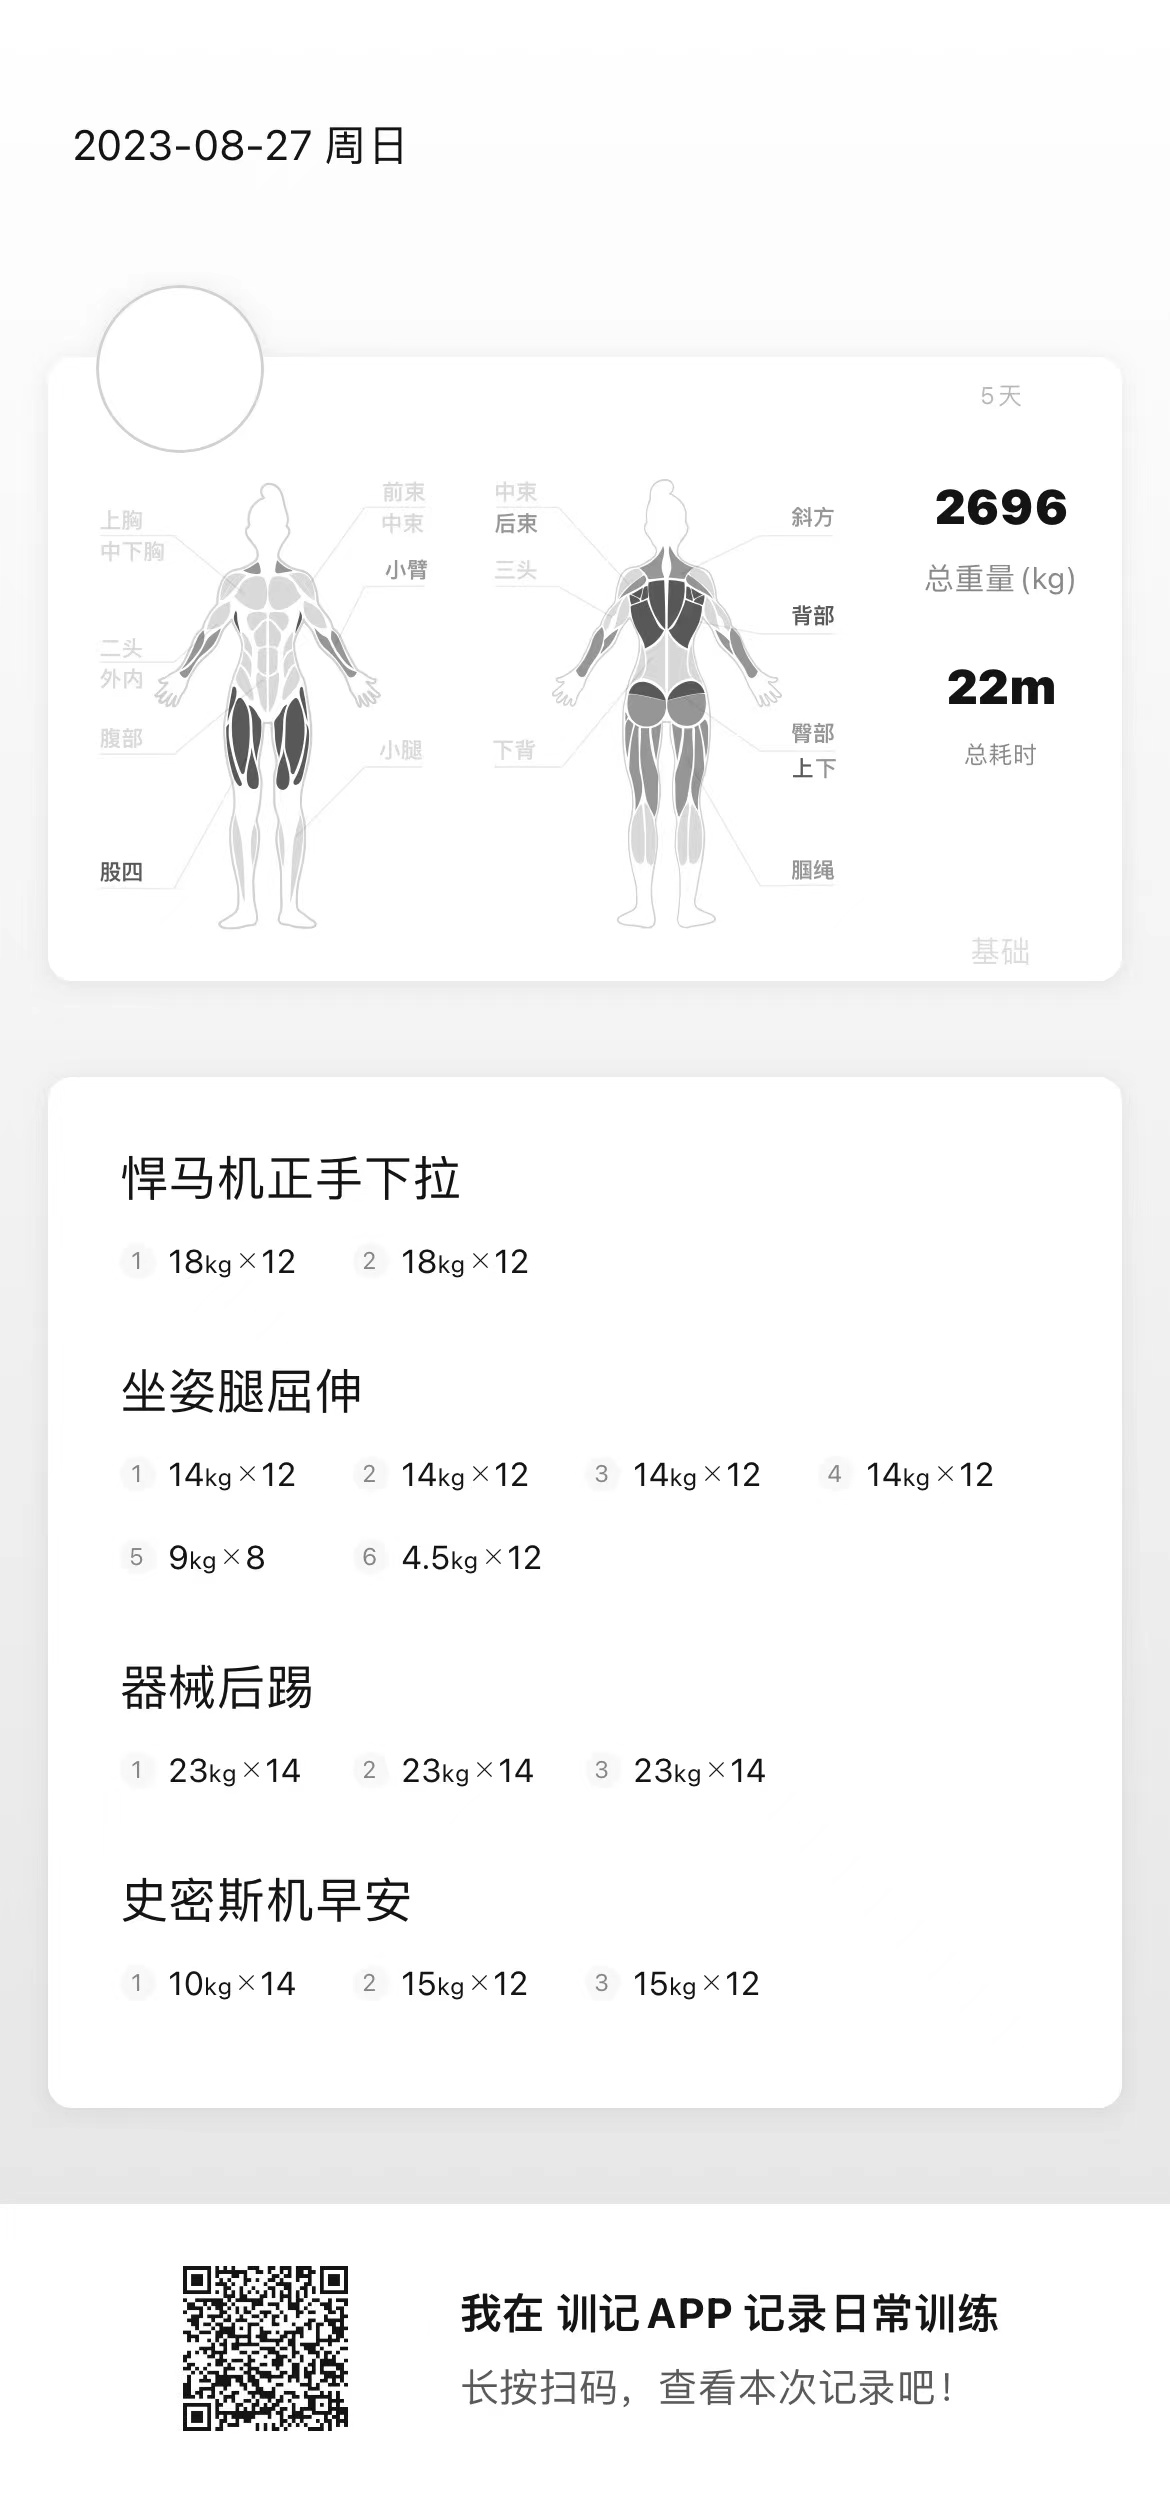 2023-08-27 周日
5天
前束
中束
中束
后束
上胸
中下胸
斜方
小臂
三头
2696
总重量(kg)
背部
二头
外内
22m
总耗时
腹部
小腿
下背
臀部
上下
股四
腘绳
基础
悍马机正手下拉
1 18kg×12 2 18kg×12
坐姿腿屈伸
1 14kg×12 2 14kg×12 3 14kg×12 4 14kg×12
5 9kg×8 6 4.5kg×12
器械后踢
1 23kg×14 2 23kg×14 3 23kg×14
史密斯机早安
1 10kg×14 2 15kg×12 3 15kg×12
我在 训记APP 记录日常训练
长按扫码，查看本次记录吧！